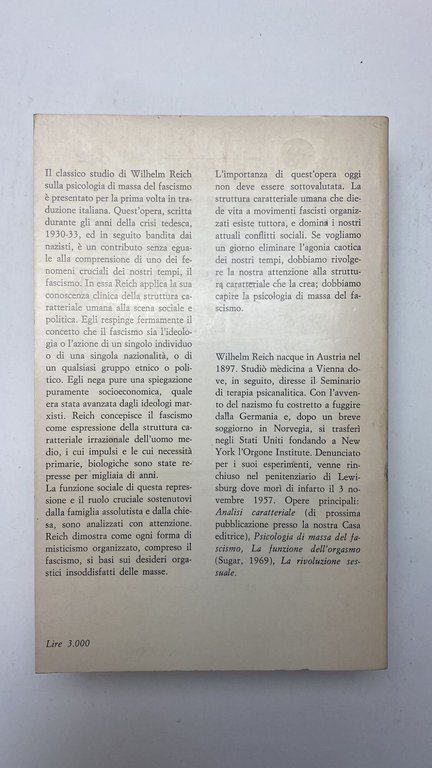 Il classico studio di Wilhelm Reich
sulla psicologia di massa del fascismo
è presentato per la prima volta in tra-
duzione italiana. Quest'opera, scritta
durante gli anni della crisi tedesca,
1930-33, ed in seguito bandita dai
nazisti, è un contributo senza egua-
le alla comprensione di uno dei fe-
nomeni cruciali dei nostri tempi, il
fascismo. In essa Reich applica la sua
conoscenza clinica della struttura ca-
ratteriale umana alla scena sociale e
politica. Egli respinge fermamente il
concetto che il fascismo sia l'ideolo-
gia o l'azione di un singolo individuo
o di una singola nazionalità, o di
un qualsiasi gruppo etnico o poli-
tico. Egli nega pure una spiegazione
puramente socioeconomica, quale
era stata avanzata dagli ideologi mar-
xisti. Reich concepisce il fascismo
come espressione della struttura ca-
ratteriale irrazionale dell'uomo me-
dio, i cui impulsi e le cui necessità
primarie, biologiche sono state re-
presse per migliaia di anni.
La funzione sociale di questa repres-
sione e il ruolo cruciale sostenutovi
dalla famiglia assolutista e dalla chie-
sa, sono analizzati con attenzione.
Reich dimostra come ogni forma di
misticismo organizzato, compreso il
fascismo, si basi sui desideri orga-
stici insoddisfatti delle masse.
Lire 3.000
L'importanza di quest'opera oggi
non deve essere sottovalutata. La
struttura caratteriale umana che die-
de vita a movimenti fascisti organiz-
zati esiste tuttora, e domina i nostri
attuali conflitti sociali. Se vogliamo
un giorno eliminare l'agonia caotica
dei nostri tempi, dobbiamo rivolge-
re la nostra attenzione alla struttu-
ra caratteriale che la crea; dobbiamo
capire la psicologia di massa del fa-
scismo.
Wilhelm Reich nacque in Austria nel
1897. Studiò medicina a Vienna do-
ve, in seguito, diresse il Seminario
di terapia psicanalitica. Con l'avven-
to del nazismo fu costretto a fuggire
dalla Germania e, dopo un breve
soggiorno in Norvegia, si trasferì
negli Stati Uniti fondando a New
York l'Orgone Institute. Denunciato
per i suoi esperimenti, venne rin-
chiuso nel penitenziario di Lewi-
sburg dove morì di infarto il 3 no-
vembre 1957. Opere principali:
Analisi caratteriale (di prossima
pubblicazione presso la nostra Casa
editrice), Psicologia di massa del fa-
scismo, La funzione dell'orgasmo
(Sugar, 1969), La rivoluzione ses-
suale.